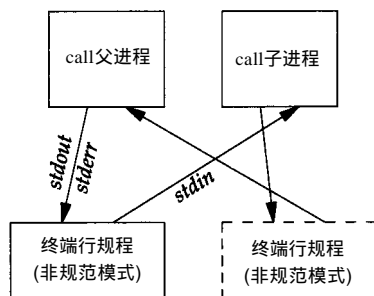 call父进程
call子进程
stdout
stderr
stdin
终端行规程
(非规范模式)
终端行规程
(非规范模式)